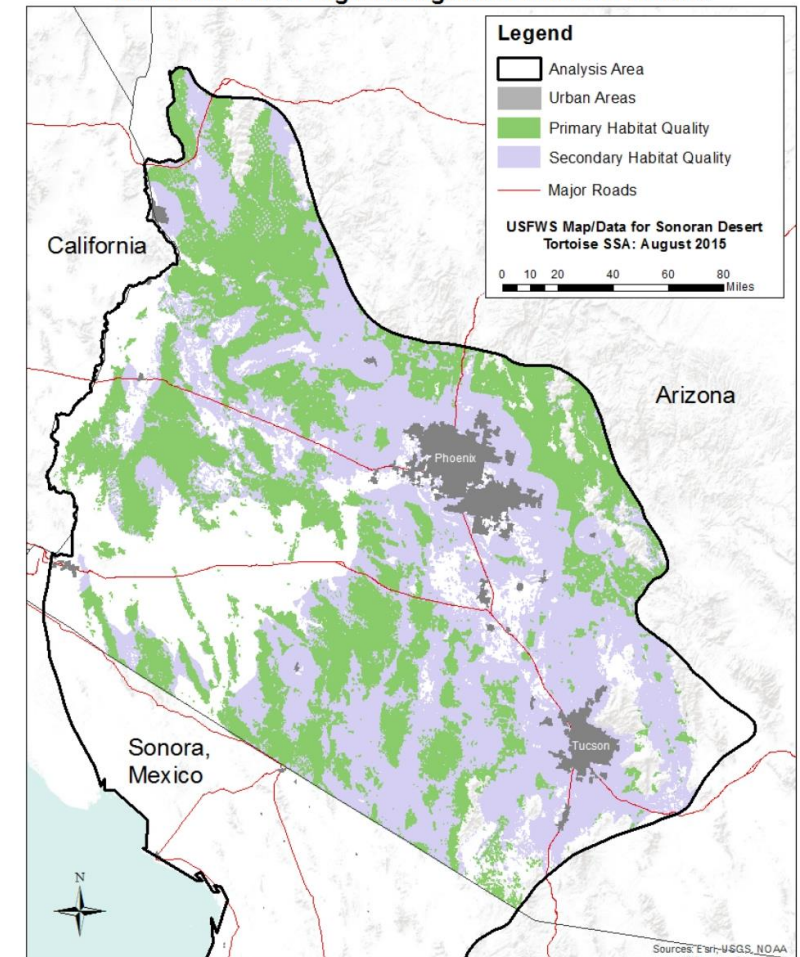 Legend
Analysis Area
Urban Areas
Primary Habitat Quality
Secondary Habitat Quality
Major Roads
USFWS Map/Data for Sonoran Desert
Tortoise SSA: August 2015
0 10 20 40 60 80
Miles
California
Arizona
Phoenix
Tucson
Sonora,
Mexico
N
Sources: Esri, USGS, NOAA